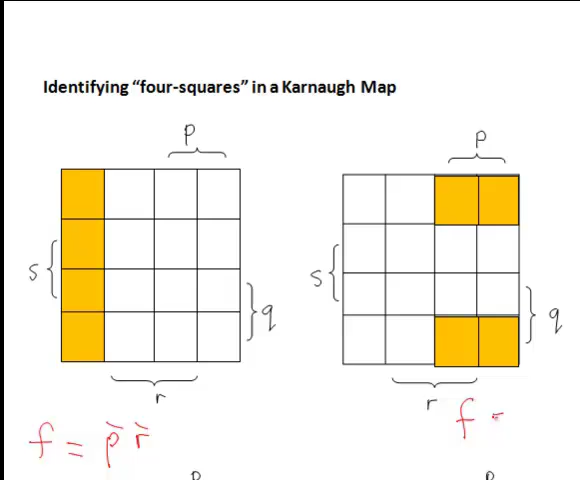 Identifying “four-squares” in a Karnaugh Map
p
p
s
q
s
q
r
r
f = p̄ r̄
f =
p
p